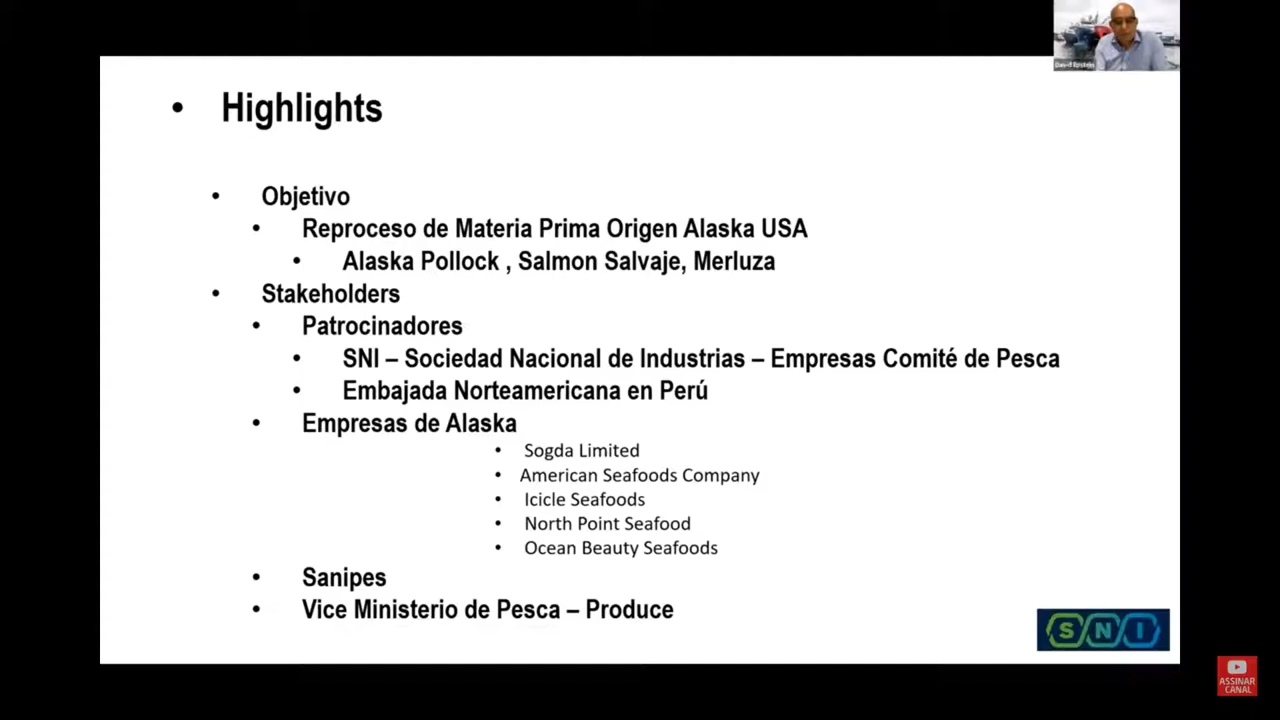 David Epstein
• Highlights
• Objetivo
• Reproceso de Materia Prima Origen Alaska USA
• Alaska Pollock , Salmon Salvaje, Merluza
• Stakeholders
• Patrocinadores
• SNI – Sociedad Nacional de Industrias – Empresas Comité de Pesca
• Embajada Norteamericana en Perú
• Empresas de Alaska
• Sogda Limited
• American Seafoods Company
• Icicle Seafoods
• North Point Seafood
• Ocean Beauty Seafoods
• Sanipes
• Vice Ministerio de Pesca – Produce
SNI
ASSINAR
CANAL